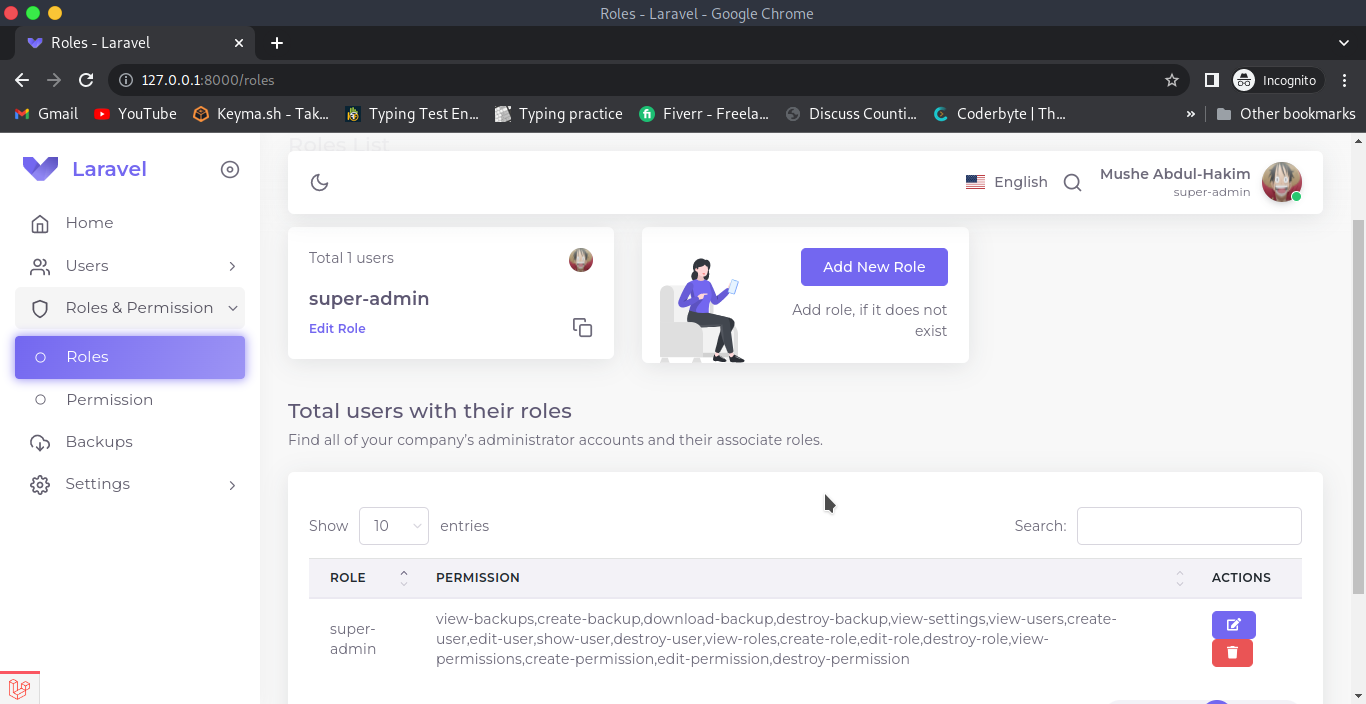 Roles - Laravel - Google Chrome
Roles - Laravel
127.0.0.1:8000/roles
Incognito
Gmail
YouTube
Keyma.sh - Tak...
Typing Test En...
Typing practice
Fiverr - Freela...
Discuss Counti...
Coderbyte | Th...
»
Other bookmarks
Laravel
Home
Users
Roles & Permission
Roles
Permission
Backups
Settings
Roles List
English
Mushe Abdul-Hakim
super-admin
Total 1 users
super-admin
Edit Role
Add New Role
Add role, if it does not
exist
Total users with their roles
Find all of your company’s administrator accounts and their associate roles.
Show 10 entries
Search:
ROLE PERMISSION ACTIONS
super-
admin
view-backups,create-backup,download-backup,destroy-backup,view-settings,view-users,create-
user,edit-user,show-user,destroy-user,view-roles,create-role,edit-role,destroy-role,view-
permissions,create-permission,edit-permission,destroy-permission